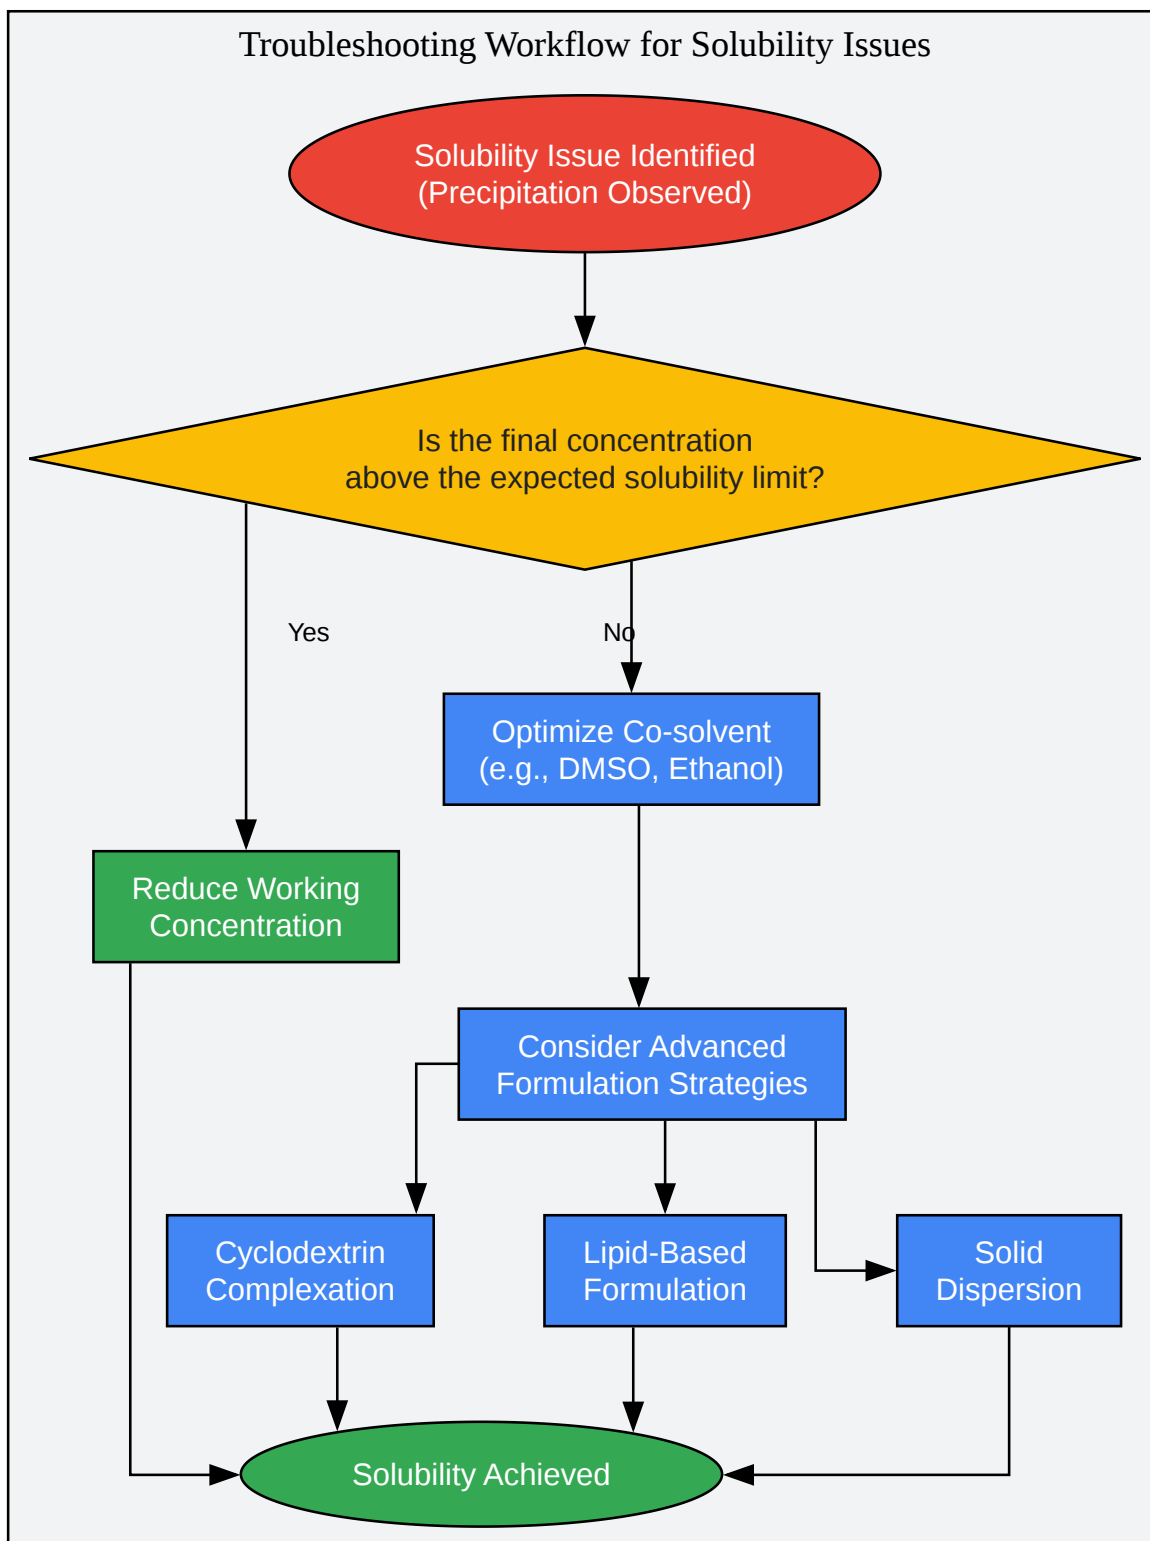 Troubleshooting Workflow for Solubility Issues
Solubility Issue Identified
(Precipitation Observed)
Is the final concentration
above the expected solubility limit?
Yes
No
Optimize Co-solvent
(e.g., DMSO, Ethanol)
Reduce Working
Concentration
Consider Advanced
Formulation Strategies
Cyclodextrin
Complexation
Lipid-Based
Formulation
Solid
Dispersion
Solubility Achieved